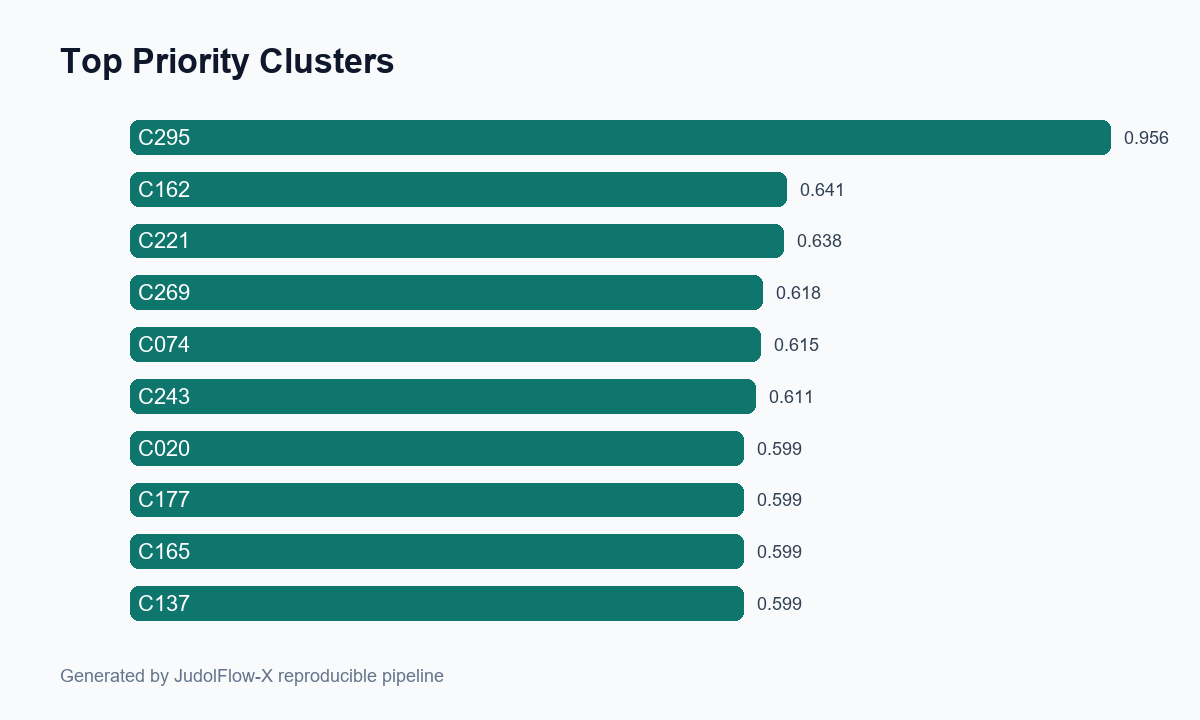 Top Priority Clusters
C295 0.956
C162 0.641
C221 0.638
C269 0.618
C074 0.615
C243 0.611
C020 0.599
C177 0.599
C165 0.599
C137 0.599
Generated by JudolFlow-X reproducible pipeline